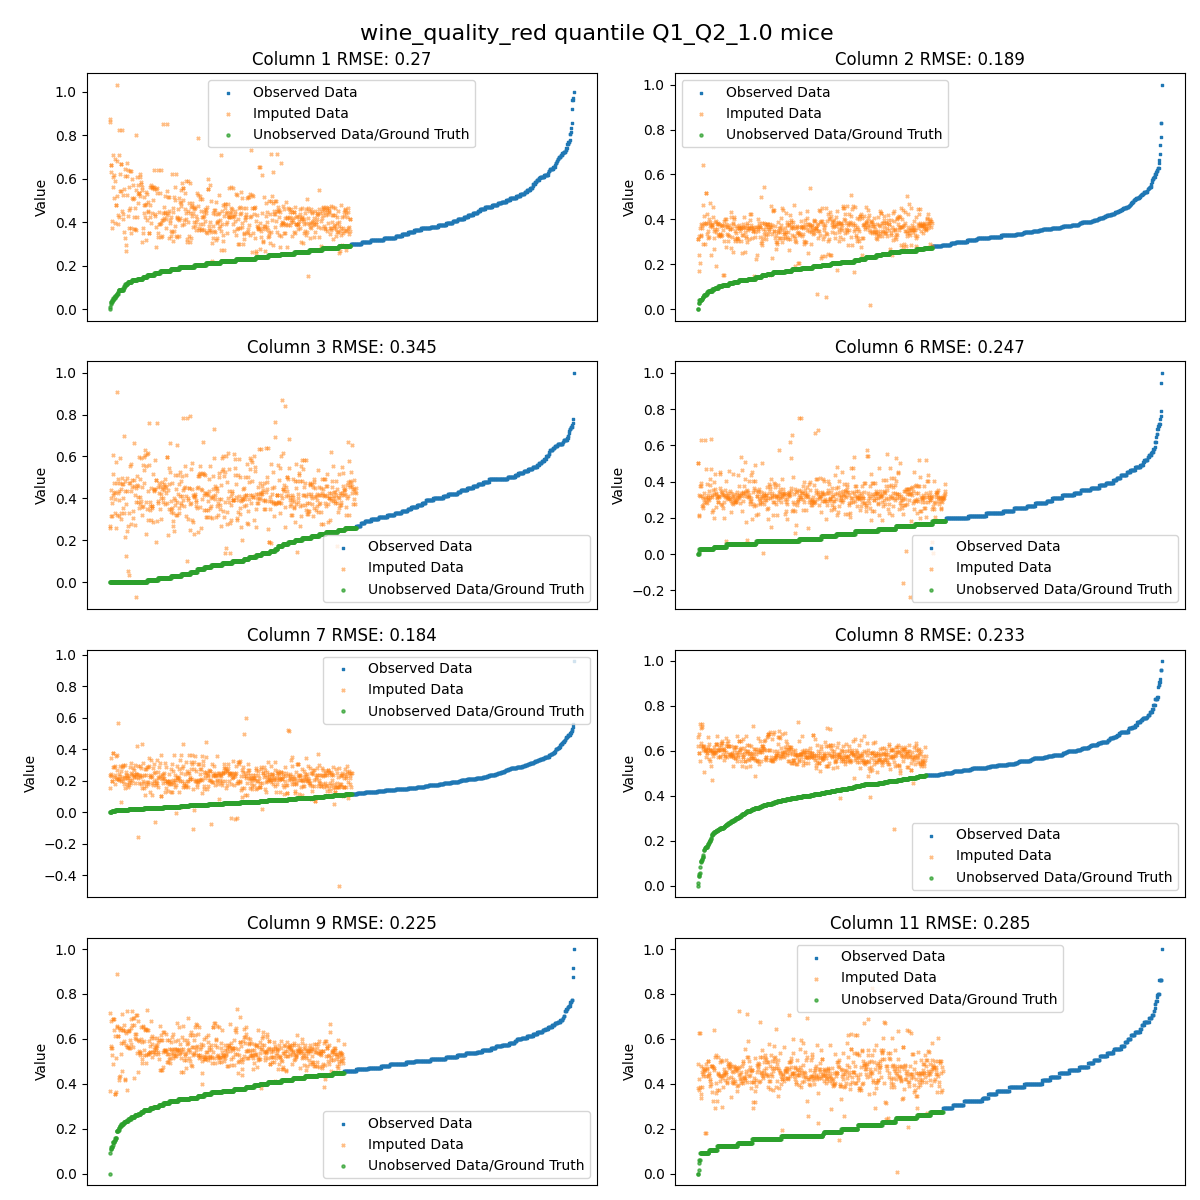 wine_quality_red quantile Q1_Q2_1.0 mice
Column 1 RMSE: 0.27
Value
1.0
0.8
0.6
0.4
0.2
0.0
Observed Data
Imputed Data
Unobserved Data/Ground Truth
Column 2 RMSE: 0.189
Value
1.0
0.8
0.6
0.4
0.2
0.0
Observed Data
Imputed Data
Unobserved Data/Ground Truth
Column 3 RMSE: 0.345
Value
1.0
0.8
0.6
0.4
0.2
0.0
Observed Data
Imputed Data
Unobserved Data/Ground Truth
Column 6 RMSE: 0.247
Value
1.0
0.8
0.6
0.4
0.2
0.0
−0.2
Observed Data
Imputed Data
Unobserved Data/Ground Truth
Column 7 RMSE: 0.184
Value
1.0
0.8
0.6
0.4
0.2
0.0
−0.2
−0.4
Observed Data
Imputed Data
Unobserved Data/Ground Truth
Column 8 RMSE: 0.233
Value
1.0
0.8
0.6
0.4
0.2
0.0
Observed Data
Imputed Data
Unobserved Data/Ground Truth
Column 9 RMSE: 0.225
Value
1.0
0.8
0.6
0.4
0.2
0.0
Observed Data
Imputed Data
Unobserved Data/Ground Truth
Column 11 RMSE: 0.285
Value
1.0
0.8
0.6
0.4
0.2
0.0
Observed Data
Imputed Data
Unobserved Data/Ground Truth